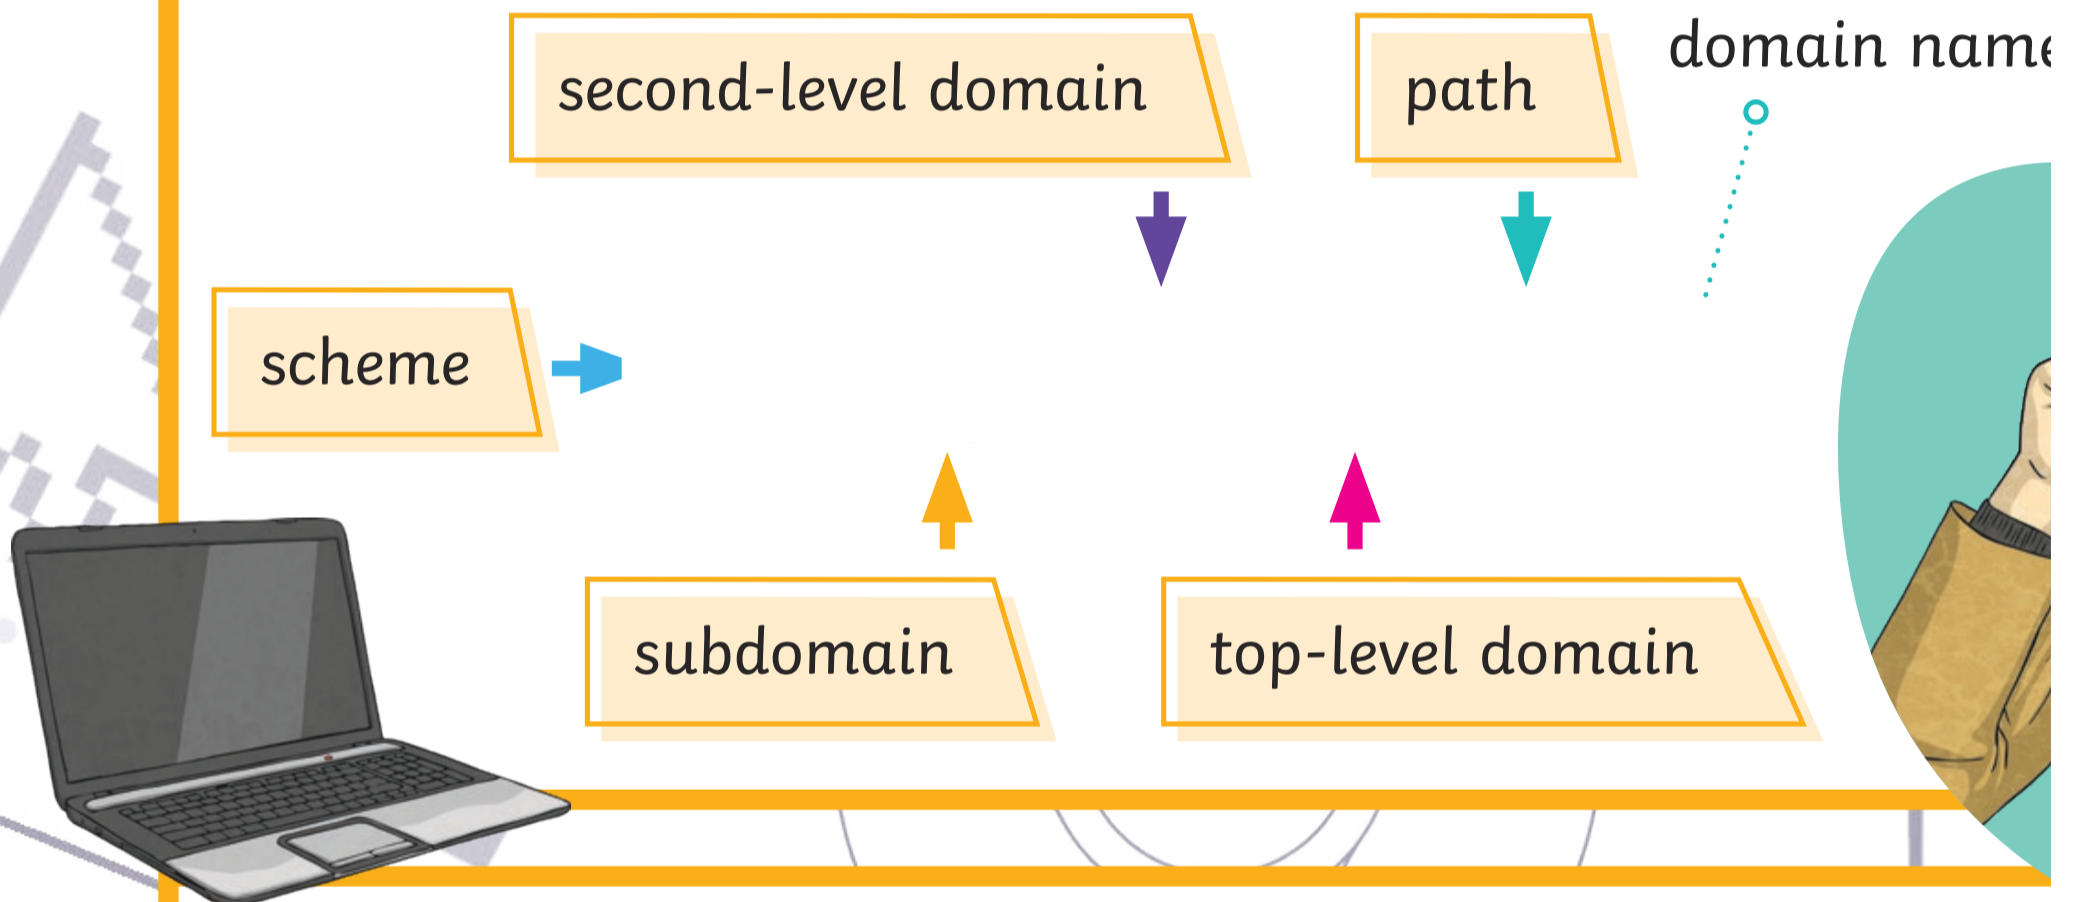 second-level domain
path
domain name
scheme
subdomain
top-level domain